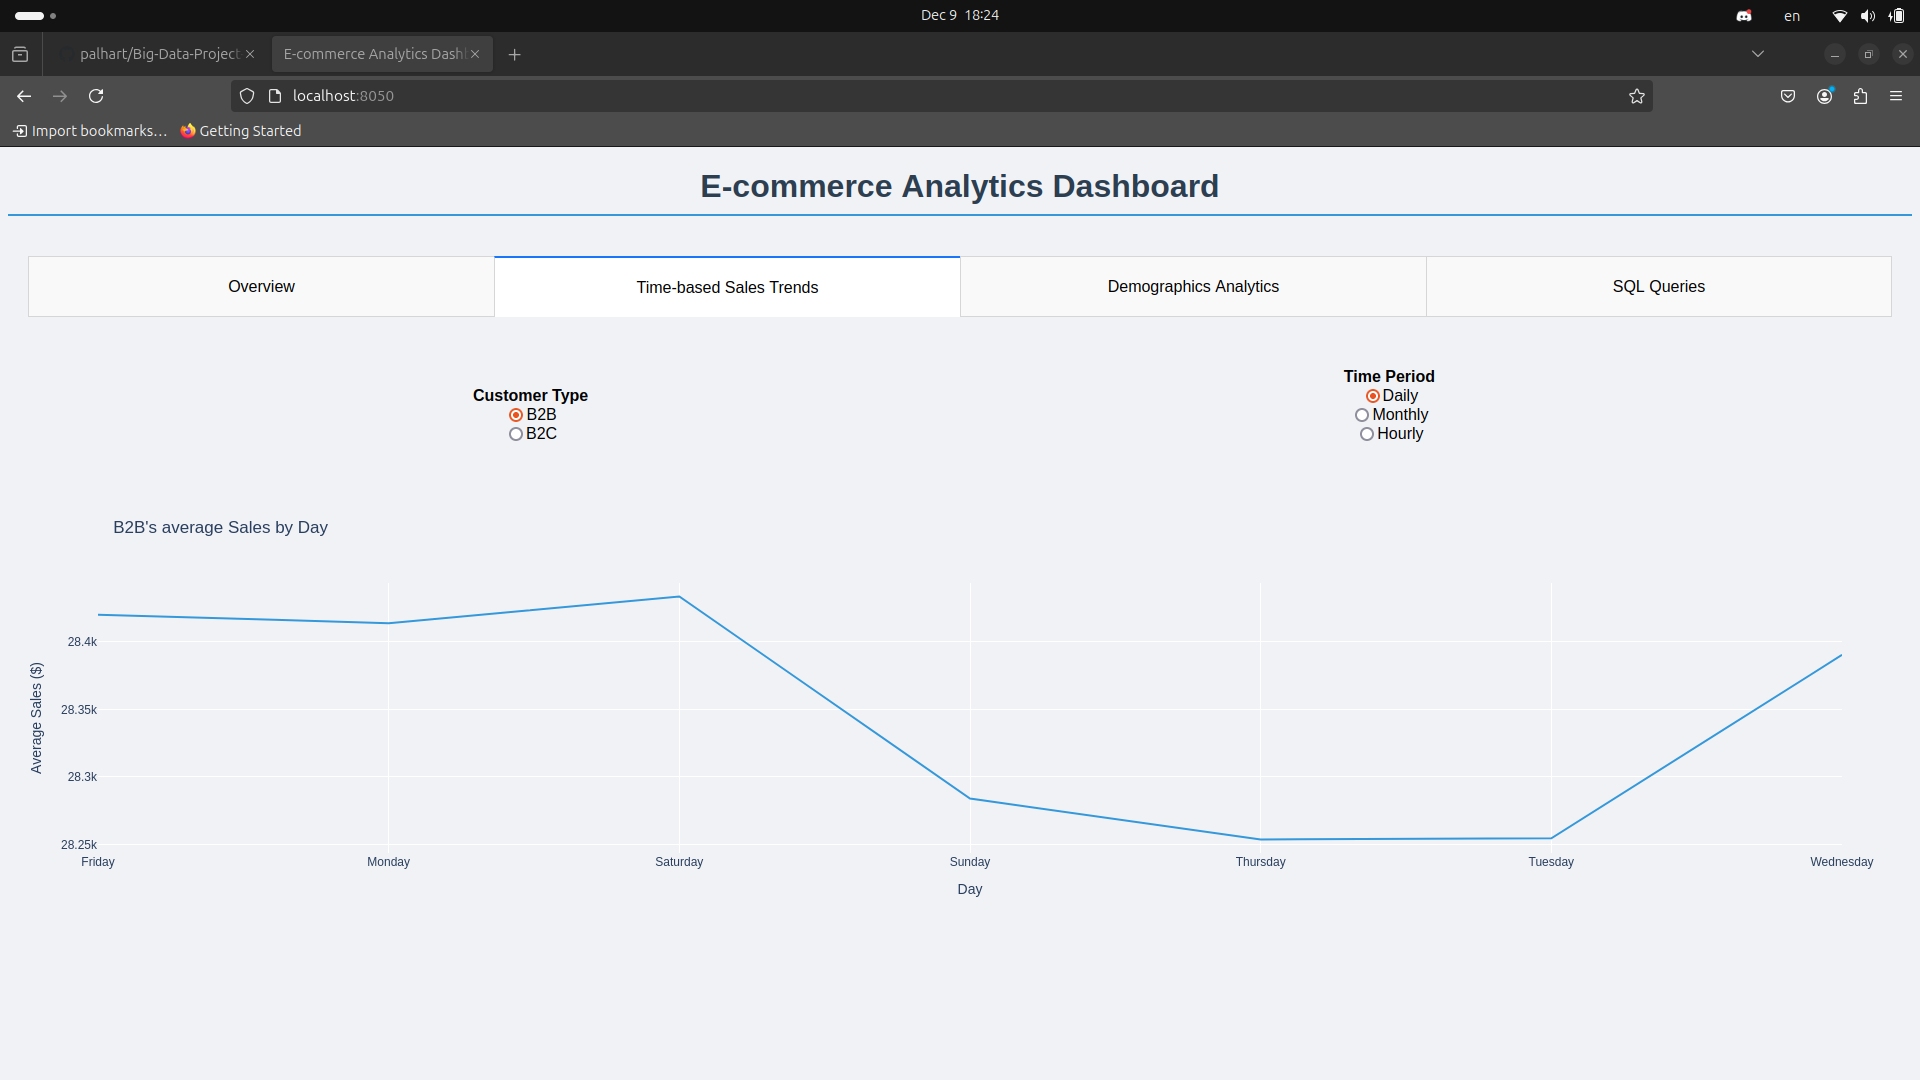 Dec 9 18:24
en
palhart/Big-Data-Project
E-commerce Analytics Dash
localhost:8050
Import bookmarks…
Getting Started
E-commerce Analytics Dashboard
Overview
Time-based Sales Trends
Demographics Analytics
SQL Queries
Customer Type
B2B
B2C
Time Period
Daily
Monthly
Hourly
B2B's average Sales by Day
Average Sales ($)
28.4k
28.35k
28.3k
28.25k
Friday
Monday
Saturday
Sunday
Thursday
Tuesday
Wednesday
Day